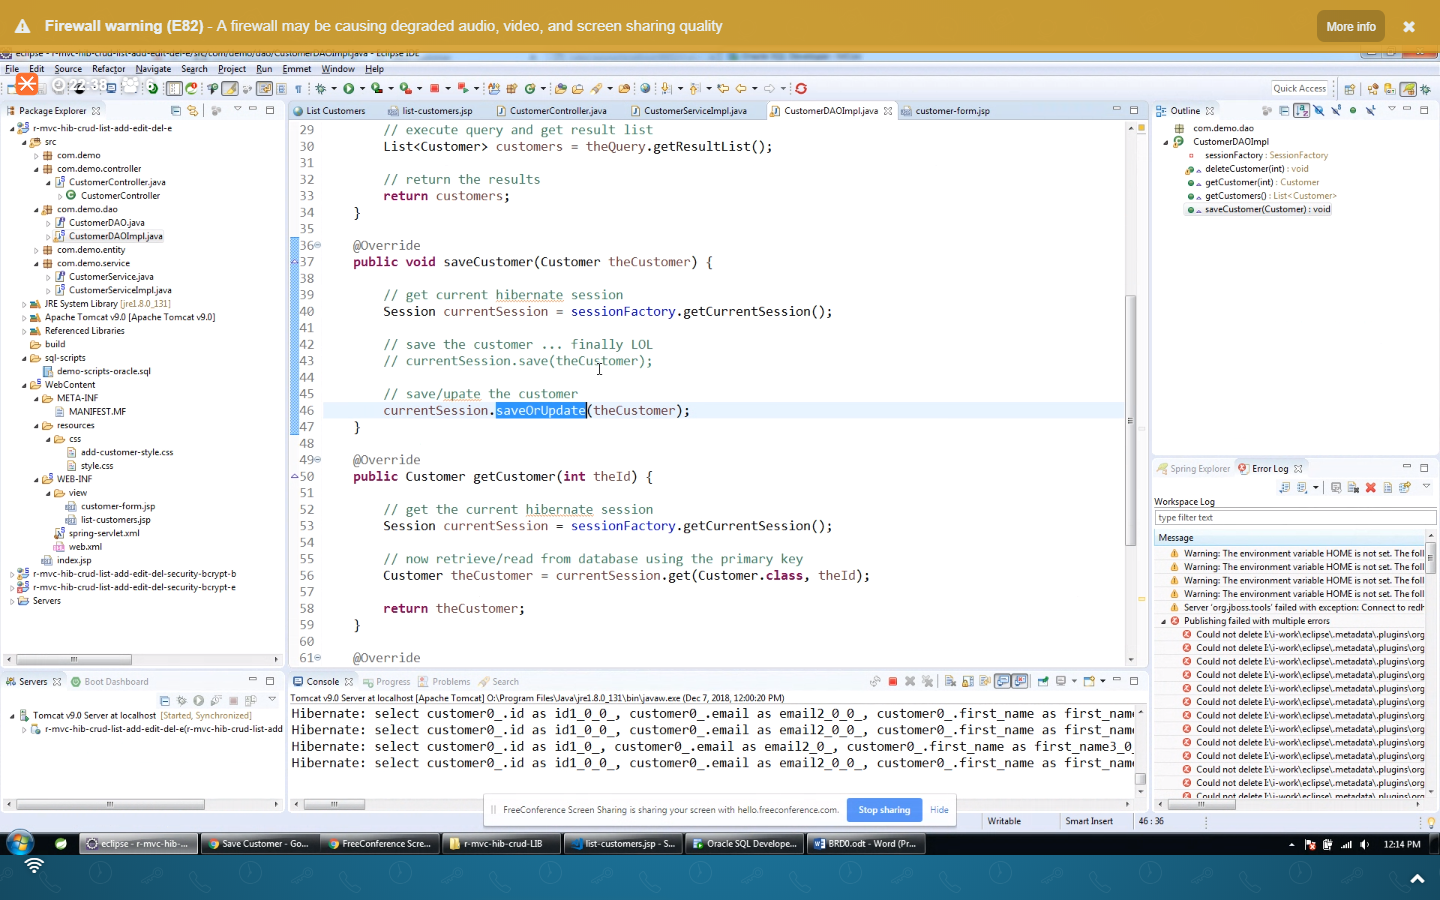 Firewall warning (E82) - A firewall may be causing degraded audio, video, and screen sharing quality
More info
eclipse - r-mvc-hib-crud-list-add-edit-del-e/src/com/demo/dao/CustomerDAOImpl.java - Eclipse IDE
File Edit Source Refactor Navigate Search Project Run Emmet Window Help
22:38
Quick Access
Package Explorer
r-mvc-hib-crud-list-add-edit-del-e
src
com.demo
com.demo.controller
CustomerController.java
CustomerController
com.demo.dao
CustomerDAO.java
CustomerDAOImpl.java
com.demo.entity
com.demo.service
CustomerService.java
CustomerServiceImpl.java
JRE System Library [jre1.8.0_131]
Apache Tomcat v9.0 [Apache Tomcat v9.0]
Referenced Libraries
build
sql-scripts
demo-scripts-oracle.sql
WebContent
META-INF
MANIFEST.MF
resources
css
add-customer-style.css
style.css
WEB-INF
view
customer-form.jsp
list-customers.jsp
spring-servlet.xml
web.xml
index.jsp
r-mvc-hib-crud-list-add-edit-del-security-bcrypt-b
r-mvc-hib-crud-list-add-edit-del-security-bcrypt-e
Servers
List Customers list-customers.jsp CustomerController.java CustomerServiceImpl.java CustomerDAOImpl.java customer-form.jsp
29 // execute query and get result list
30 List<Customer> customers = theQuery.getResultList();
31
32 // return the results
33 return customers;
34 }
35
36 @Override
37 public void saveCustomer(Customer theCustomer) {
38
39 // get current hibernate session
40 Session currentSession = sessionFactory.getCurrentSession();
41
42 // save the customer ... finally LOL
43 // currentSession.save(theCustomer);
44
45 // save/upate the customer
46 currentSession.saveOrUpdate(theCustomer);
47 }
48
49 @Override
50 public Customer getCustomer(int theId) {
51
52 // get the current hibernate session
53 Session currentSession = sessionFactory.getCurrentSession();
54
55 // now retrieve/read from database using the primary key
56 Customer theCustomer = currentSession.get(Customer.class, theId);
57
58 return theCustomer;
59 }
60
61 @Override
Outline
com.demo.dao
CustomerDAOImpl
sessionFactory : SessionFactory
deleteCustomer(int) : void
getCustomer(int) : Customer
getCustomers() : List<Customer>
saveCustomer(Customer) : void
Spring Explorer Error Log
Workspace Log
type filter text
Message
Warning: The environment variable HOME is not set. The foll
Warning: The environment variable HOME is not set. The foll
Warning: The environment variable HOME is not set. The foll
Warning: The environment variable HOME is not set. The foll
Server 'org.jboss.tools' failed with exception: Connect to redh
Publishing failed with multiple errors
Could not delete I:\i-work\eclipse\.metadata\.plugins\org
Could not delete I:\i-work\eclipse\.metadata\.plugins\org
Could not delete I:\i-work\eclipse\.metadata\.plugins\org
Could not delete I:\i-work\eclipse\.metadata\.plugins\org
Could not delete I:\i-work\eclipse\.metadata\.plugins\org
Could not delete I:\i-work\eclipse\.metadata\.plugins\org
Could not delete I:\i-work\eclipse\.metadata\.plugins\org
Could not delete I:\i-work\eclipse\.metadata\.plugins\org
Could not delete I:\i-work\eclipse\.metadata\.plugins\org
Could not delete I:\i-work\eclipse\.metadata\.plugins\org
Could not delete I:\i-work\eclipse\.metadata\.plugins\org
Could not delete I:\i-work\eclipse\.metadata\.plugins\org
Could not delete I:\i-work\eclipse\.metadata\.plugins\org
Servers Boot Dashboard
Tomcat v9.0 Server at localhost [Started, Synchronized]
r-mvc-hib-crud-list-add-edit-del-e(r-mvc-hib-crud-list-add
Console Progress Problems Search
Tomcat v9.0 Server at localhost [Apache Tomcat] O:\Program Files\Java\jre1.8.0_131\bin\javaw.exe (Dec 7, 2018, 12:00:20 PM)
Hibernate: select customer0_.id as id1_0_0_, customer0_.email as email2_0_0_, customer0_.first_name as first_nam
Hibernate: select customer0_.id as id1_0_0_, customer0_.email as email2_0_0_, customer0_.first_name as first_nam
Hibernate: select customer0_.id as id1_0_, customer0_.email as email2_0_, customer0_.first_name as first_name3_0
Hibernate: select customer0_.id as id1_0_0_, customer0_.email as email2_0_0_, customer0_.first_name as first_nam
FreeConference Screen Sharing is sharing your screen with hello.freeconference.com. Stop sharing Hide
Writable Smart Insert 46 : 36
eclipse - r-mvc-hib-... Save Customer - Go... FreeConference Scre... r-mvc-hib-crud-LIB list-customers.jsp - S... Oracle SQL Develope... BRD0.odt - Word (Pr...
12:14 PM